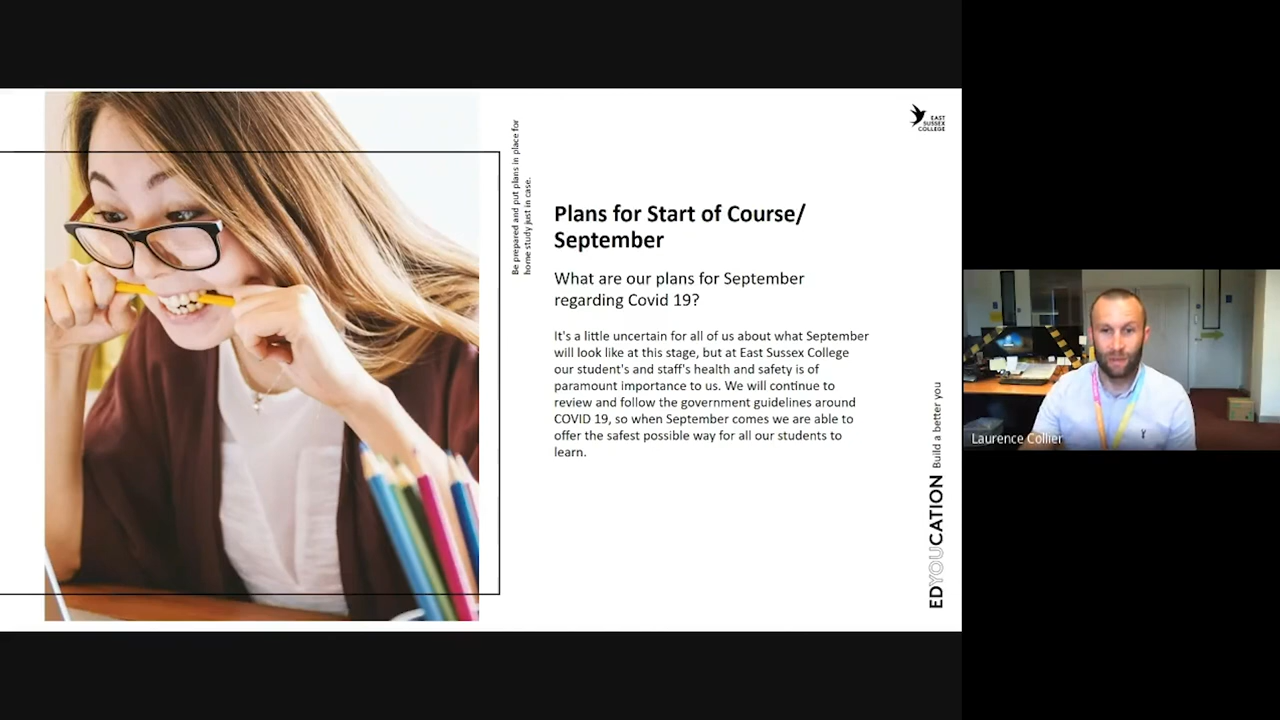 Be prepared and put plans in place for
home study just in case.
EAST
SUSSEX
COLLEGE
Plans for Start of Course/
September
What are our plans for September
regarding Covid 19?
It's a little uncertain for all of us about what September
will look like at this stage, but at East Sussex College
our student's and staff's health and safety is of
paramount importance to us. We will continue to
review and follow the government guidelines around
COVID 19, so when September comes we are able to
offer the safest possible way for all our students to
learn.
EDYOUCATION Build a better you
Laurence Collier